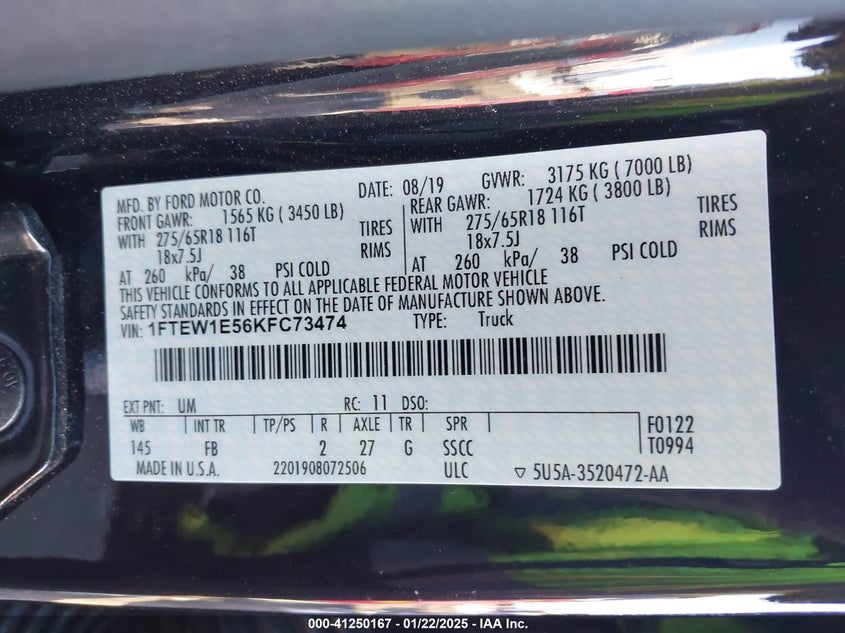 MFD. BY FORD MOTOR CO. DATE: 08/19 GVWR: 3175 KG ( 7000 LB)
FRONT GAWR: 1565 KG ( 3450 LB) REAR GAWR: 1724 KG ( 3800 LB)
WITH 275/65R18 116T TIRES WITH 275/65R18 116T TIRES
18x7.5J RIMS 18x7.5J RIMS
AT 260 kPa/ 38 PSI COLD AT 260 kPa/ 38 PSI COLD
THIS VEHICLE CONFORMS TO ALL APPLICABLE FEDERAL MOTOR VEHICLE
SAFETY STANDARDS IN EFFECT ON THE DATE OF MANUFACTURE SHOWN ABOVE.
VIN: 1FTEW1E56KFC73474 TYPE: Truck
EXT PNT: UM RC: 11 DSO:
WB INT TR TP/PS R AXLE TR SPR F0122
145 FB 2 27 G SSCC T0994
MADE IN U.S.A. 2201908072506 ULC ▽ 5U5A-3520472-AA
000-41250167 - 01/22/2025 - IAA Inc.